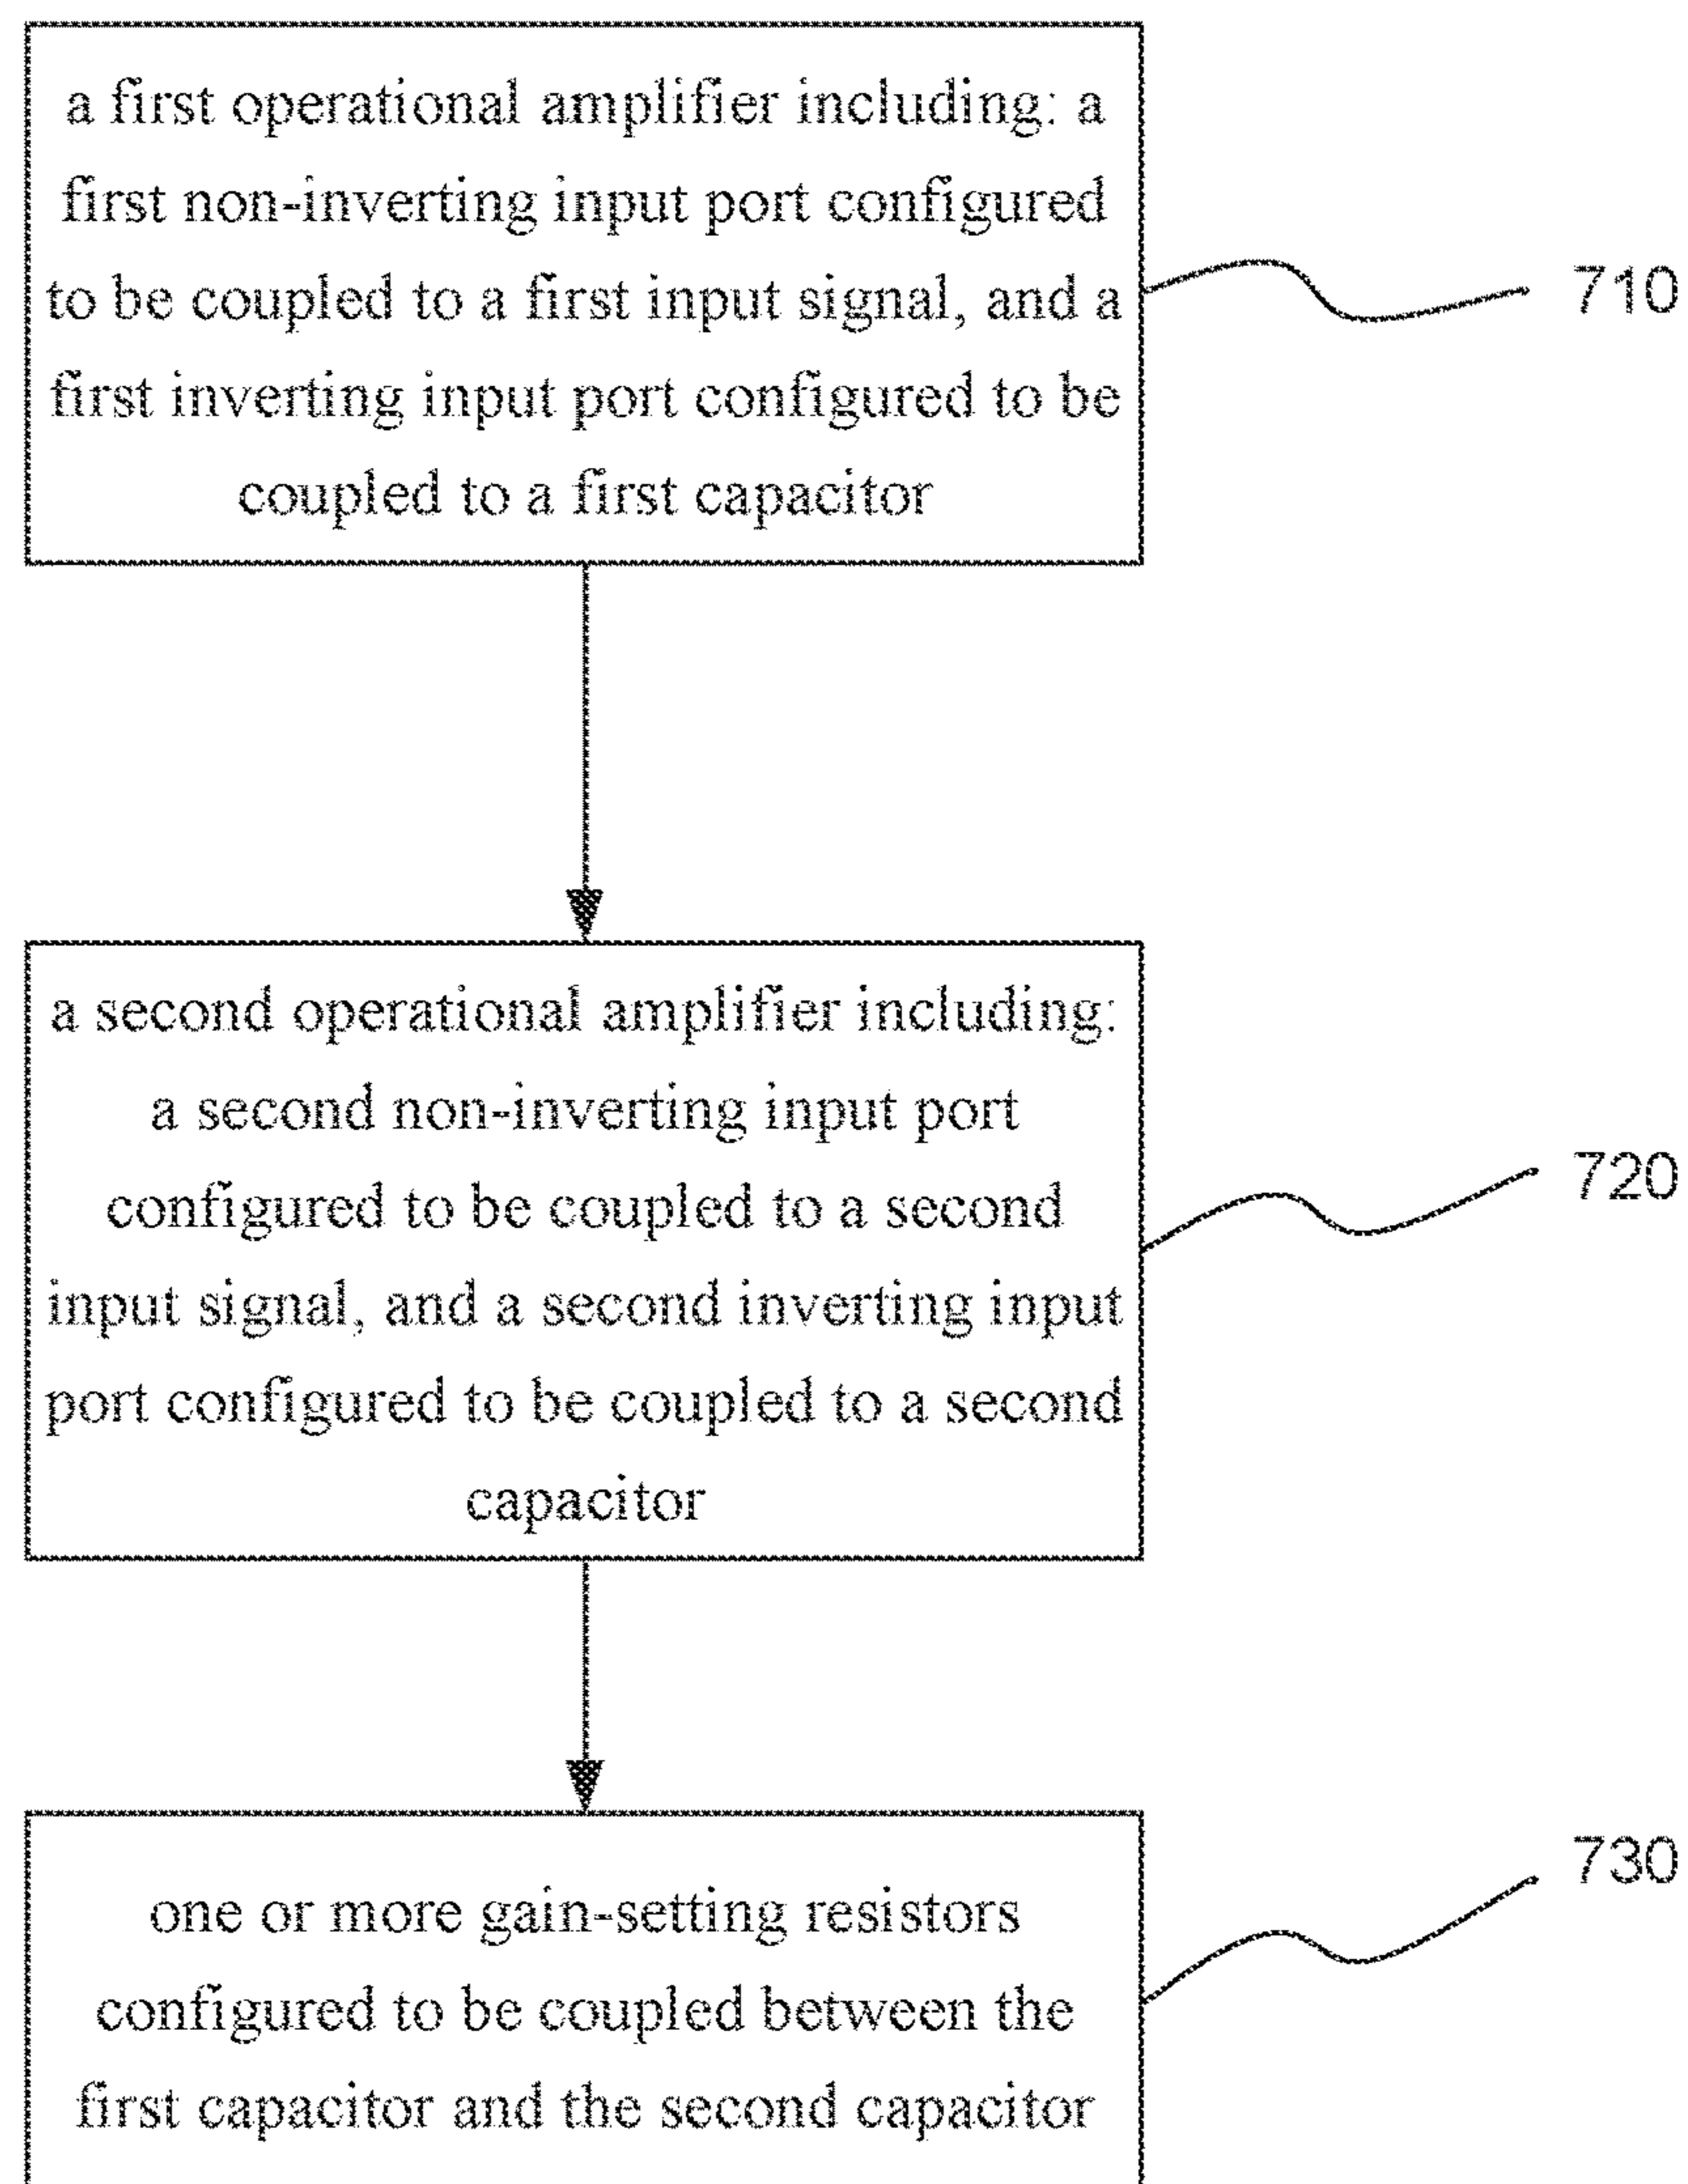 a first operational amplifier including: a
first non-inverting input port configured
to be coupled to a first input signal, and a
first inverting input port configured to be
coupled to a first capacitor
710
a second operational amplifier including:
a second non-inverting input port
configured to be coupled to a second
input signal, and a second inverting input
port configured to be coupled to a second
capacitor
720
one or more gain-setting resistors
configured to be coupled between the
first capacitor and the second capacitor
730